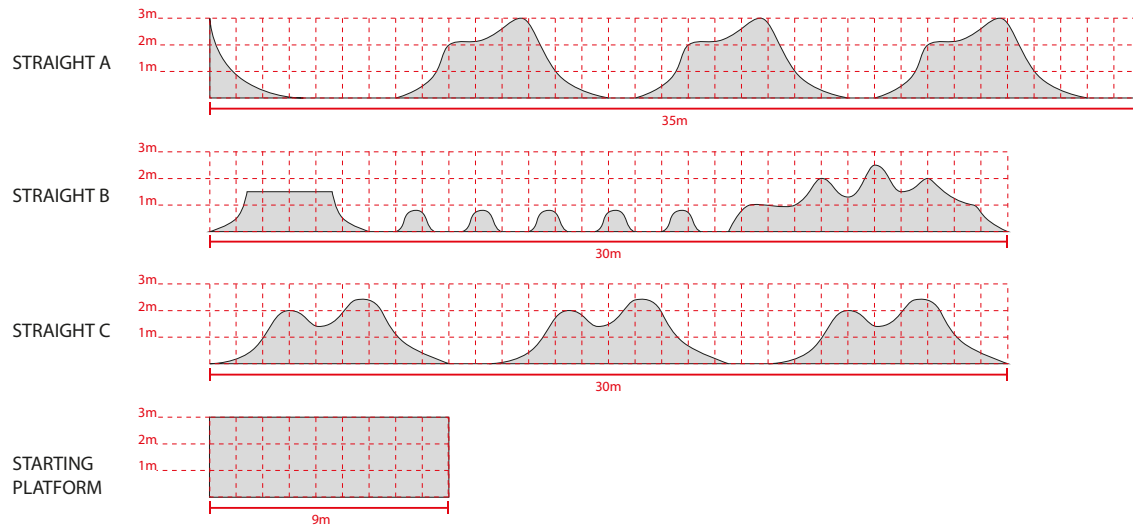 3m
2m
STRAIGHT A
1m
35m
3m
2m
STRAIGHT B
1m
30m
3m
2m
STRAIGHT C
1m
30m
3m
2m
1m
STARTING
PLATFORM
9m